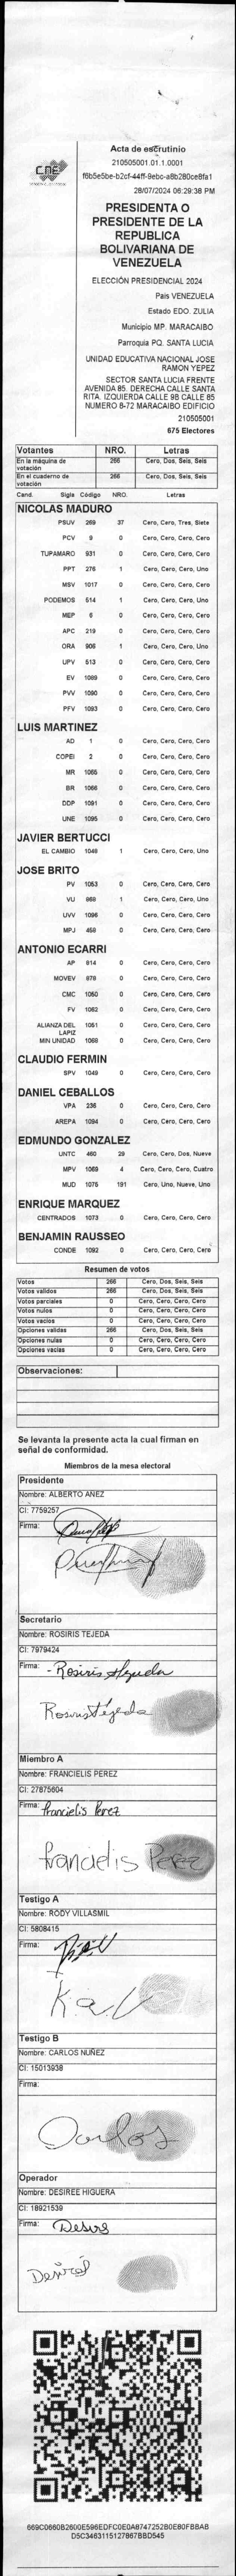 CNE
Acta de escrutinio
210505001.01.1.0001
f6b5e5be-b2cf-44ff-9ebc-a8b280ce8fa1
28/07/2024 06:29:38 PM
PRESIDENTA O
PRESIDENTE DE LA
REPUBLICA
BOLIVARIANA DE
VENEZUELA
ELECCIÓN PRESIDENCIAL 2024
Pais VENEZUELA
Estado EDO. ZULIA
Municipio MP. MARACAIBO
Parroquia PQ. SANTA LUCIA
UNIDAD EDUCATIVA NACIONAL JOSE
RAMON YEPEZ
SECTOR SANTA LUCIA FRENTE
AVENIDA 85. DERECHA CALLE SANTA
RITA. IZQUIERDA CALLE 98 CALLE 85
NUMERO 8-72 MARACAIBO EDIFICIO
210505001
675 Electores
Votantes NRO. Letras
En la máquina de votación 266 Cero, Dos, Seis, Seis
En el cuaderno de votación 266 Cero, Dos, Seis, Seis
Cand. Sigla Código NRO. Letras
NICOLAS MADURO
PSUV 269 37 Cero, Cero, Tres, Siete
PCV 9 0 Cero, Cero, Cero, Cero
TUPAMARO 931 0 Cero, Cero, Cero, Cero
PPT 276 1 Cero, Cero, Cero, Uno
MSV 1017 0 Cero, Cero, Cero, Cero
PODEMOS 514 1 Cero, Cero, Cero, Uno
MEP 6 0 Cero, Cero, Cero, Cero
APC 219 0 Cero, Cero, Cero, Cero
ORA 906 1 Cero, Cero, Cero, Uno
UPV 513 0 Cero, Cero, Cero, Cero
EV 1089 0 Cero, Cero, Cero, Cero
PVV 1090 0 Cero, Cero, Cero, Cero
PFV 1093 0 Cero, Cero, Cero, Cero
LUIS MARTINEZ
AD 1 0 Cero, Cero, Cero, Cero
COPEI 2 0 Cero, Cero, Cero, Cero
MR 1055 0 Cero, Cero, Cero, Cero
BR 1066 0 Cero, Cero, Cero, Cero
DDP 1091 0 Cero, Cero, Cero, Cero
UNE 1095 0 Cero, Cero, Cero, Cero
JAVIER BERTUCCI
EL CAMBIO 1048 1 Cero, Cero, Cero, Uno
JOSE BRITO
PV 1053 0 Cero, Cero, Cero, Cero
VU 968 1 Cero, Cero, Cero, Uno
UVV 1096 0 Cero, Cero, Cero, Cero
MPJ 459 0 Cero, Cero, Cero, Cero
ANTONIO ECARRI
AP 814 0 Cero, Cero, Cero, Cero
MOVEV 878 0 Cero, Cero, Cero, Cero
CMC 1050 0 Cero, Cero, Cero, Cero
FV 1062 0 Cero, Cero, Cero, Cero
ALIANZA DEL LAPIZ 1051 0 Cero, Cero, Cero, Cero
MIN UNIDAD 1068 0 Cero, Cero, Cero, Cero
CLAUDIO FERMIN
SPV 1049 0 Cero, Cero, Cero, Cero
DANIEL CEBALLOS
VPA 236 0 Cero, Cero, Cero, Cero
AREPA 1094 0 Cero, Cero, Cero, Cero
EDMUNDO GONZALEZ
UNTC 460 29 Cero, Cero, Dos, Nueve
MPV 1069 4 Cero, Cero, Cero, Cuatro
MUD 1075 191 Cero, Uno, Nueve, Uno
ENRIQUE MARQUEZ
CENTRADOS 1073 0 Cero, Cero, Cero, Cero
BENJAMIN RAUSSEO
CONDE 1092 0 Cero, Cero, Cero, Cero
Resumen de votos
Votos 266 Cero, Dos, Seis, Seis
Votos validos 266 Cero, Dos, Seis, Seis
Votos parciales 0 Cero, Cero, Cero, Cero
Votos nulos 0 Cero, Cero, Cero, Cero
Votos vacios 0 Cero, Cero, Cero, Cero
Opciones validas 266 Cero, Dos, Seis, Seis
Opciones nulas 0 Cero, Cero, Cero, Cero
Opciones vacias 0 Cero, Cero, Cero, Cero
Observaciones:
Se levanta la presente acta la cual firman en
señal de conformidad.
Miembros de la mesa electoral
Presidente
Nombre: ALBERTO AÑEZ
CI: 7759257
Firma:
Secretario
Nombre: ROSIRIS TEJEDA
CI: 7979424
Firma: - Rosiris Tejeda
Rosiris Tejeda
Miembro A
Nombre: FRANCIELIS PEREZ
CI: 27875604
Firma: francielis Perez
francielis Perez
Testigo A
Nombre: RODY VILLASMIL
CI: 5808415
Firma:
Testigo B
Nombre: CARLOS NUÑEZ
CI: 15013938
Firma:
Carlos
Operador
Nombre: DESIREE HIGUERA
CI: 18921539
Firma:
669C0660B2600E596EDFC0E0A8747252B0E80FBBAB
D5C3463115127867BBD545